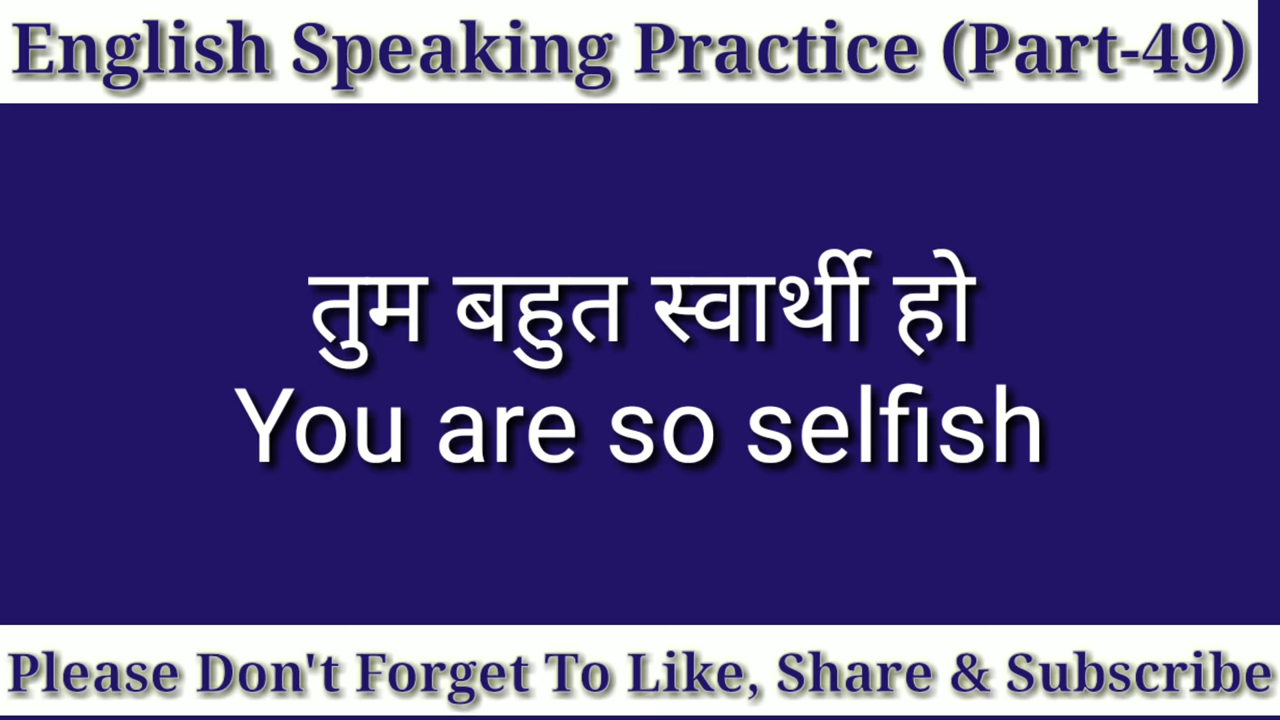 English Speaking Practice (Part-49)
तुम बहुत स्वार्थी हो
You are so selfish
Please Don't Forget To Like, Share & Subscribe